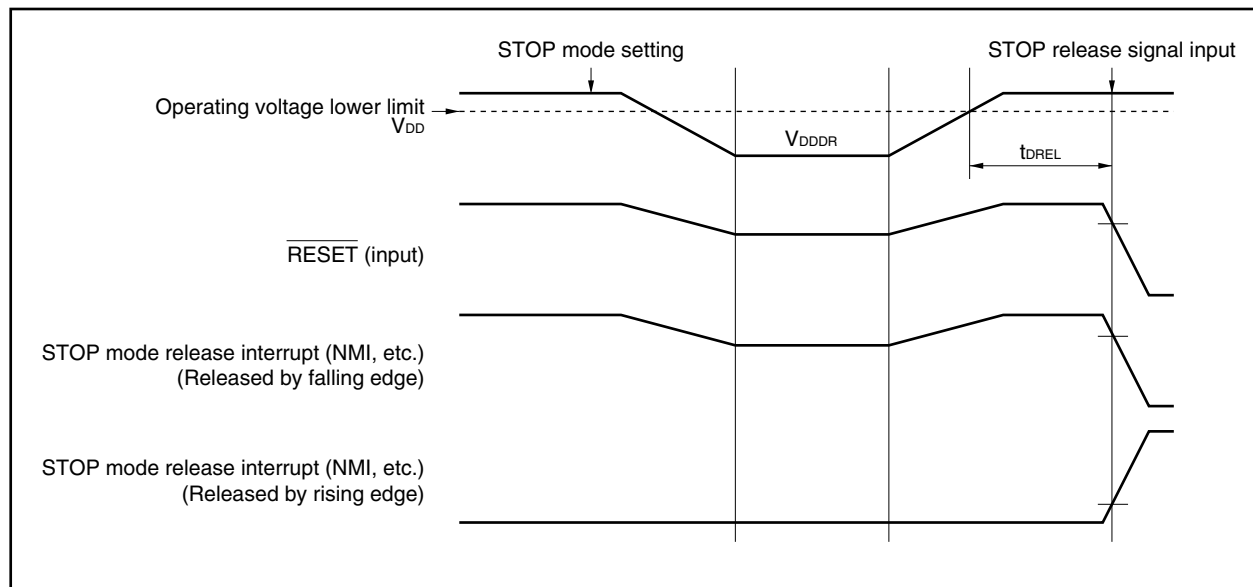 STOP mode setting
STOP release signal input
Operating voltage lower limit
VDD
VDDDR
tDREL
RESET (input)
STOP mode release interrupt (NMI, etc.)
(Released by falling edge)
STOP mode release interrupt (NMI, etc.)
(Released by rising edge)